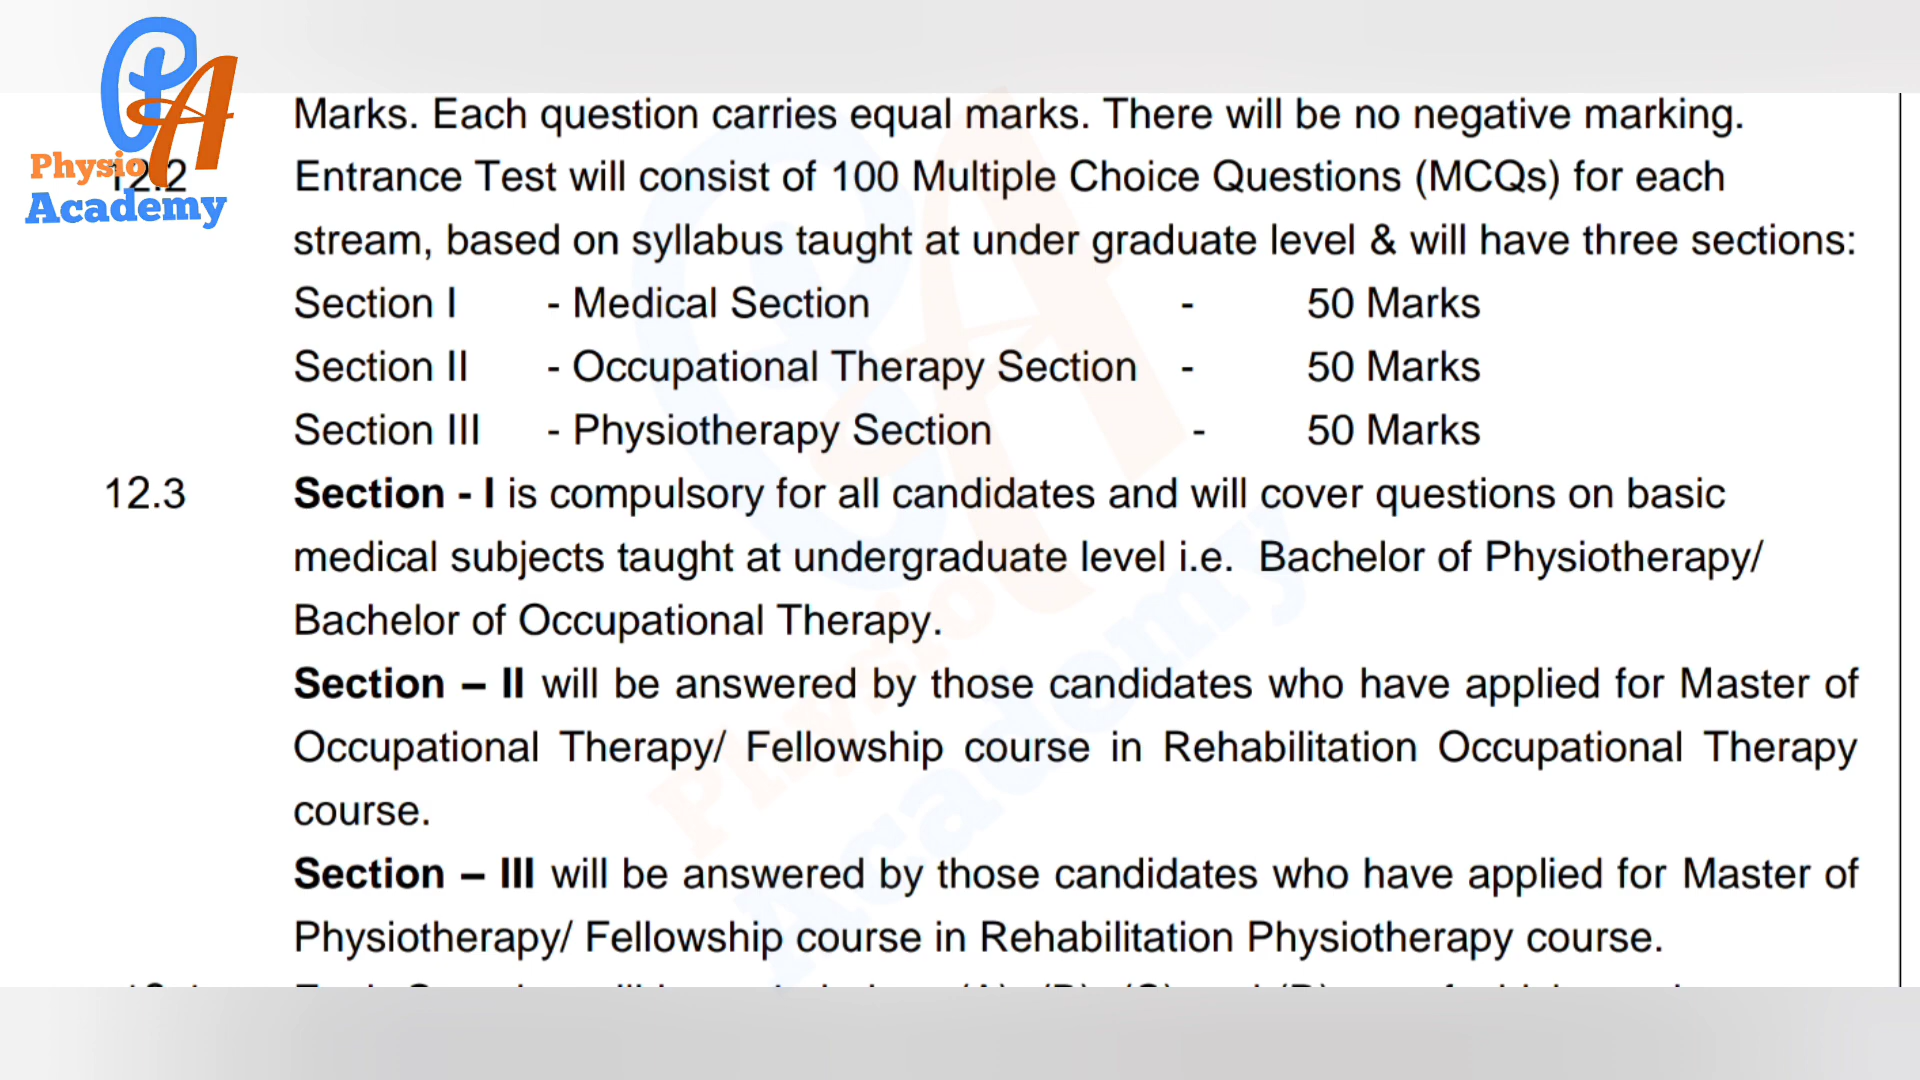 Physio
Academy
Marks. Each question carries equal marks. There will be no negative marking.
12.2 Entrance Test will consist of 100 Multiple Choice Questions (MCQs) for each
stream, based on syllabus taught at under graduate level & will have three sections:
Section I - Medical Section - 50 Marks
Section II - Occupational Therapy Section - 50 Marks
Section III - Physiotherapy Section - 50 Marks
12.3 Section - I is compulsory for all candidates and will cover questions on basic
medical subjects taught at undergraduate level i.e. Bachelor of Physiotherapy/
Bachelor of Occupational Therapy.
Section – II will be answered by those candidates who have applied for Master of
Occupational Therapy/ Fellowship course in Rehabilitation Occupational Therapy
course.
Section – III will be answered by those candidates who have applied for Master of
Physiotherapy/ Fellowship course in Rehabilitation Physiotherapy course.
Physio
Academy